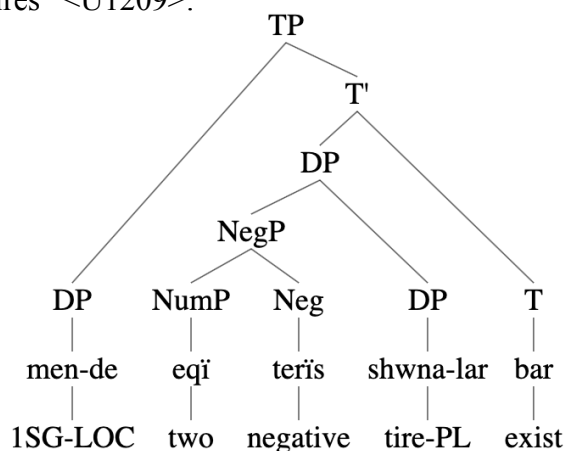 <U1209>.
TP
T'
DP
NegP
DP NumP Neg DP T
men-de eqï terïs shwna-lar bar
1SG-LOC two negative tire-PL exist